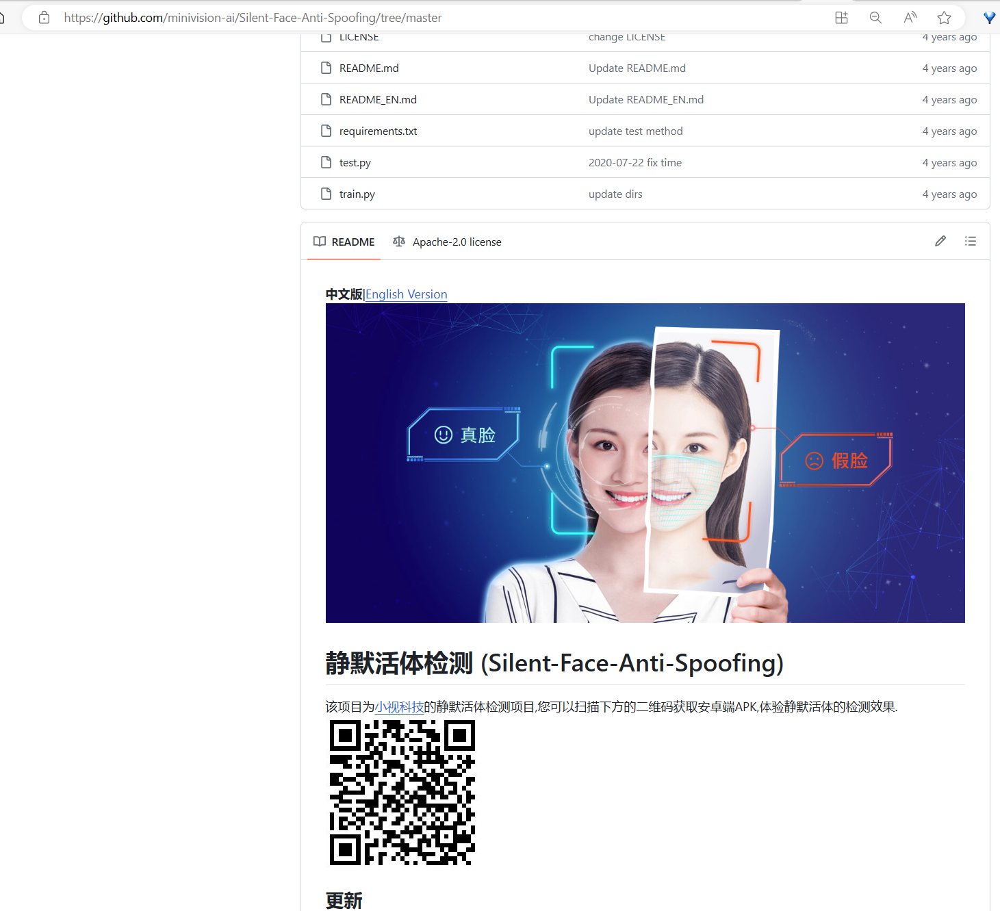 https://github.com/minivision-ai/Silent-Face-Anti-Spoofing/tree/master
LICENSE change LICENSE 4 years ago
README.md Update README.md 4 years ago
README_EN.md Update README_EN.md 4 years ago
requirements.txt update test method 4 years ago
test.py 2020-07-22 fix time 4 years ago
train.py update dirs 4 years ago
README Apache-2.0 license
中文版|English Version
真脸
假脸
静默活体检测 (Silent-Face-Anti-Spoofing)
该项目为小视科技的静默活体检测项目,您可以扫描下方的二维码获取安卓端APK,体验静默活体的检测效果.
更新